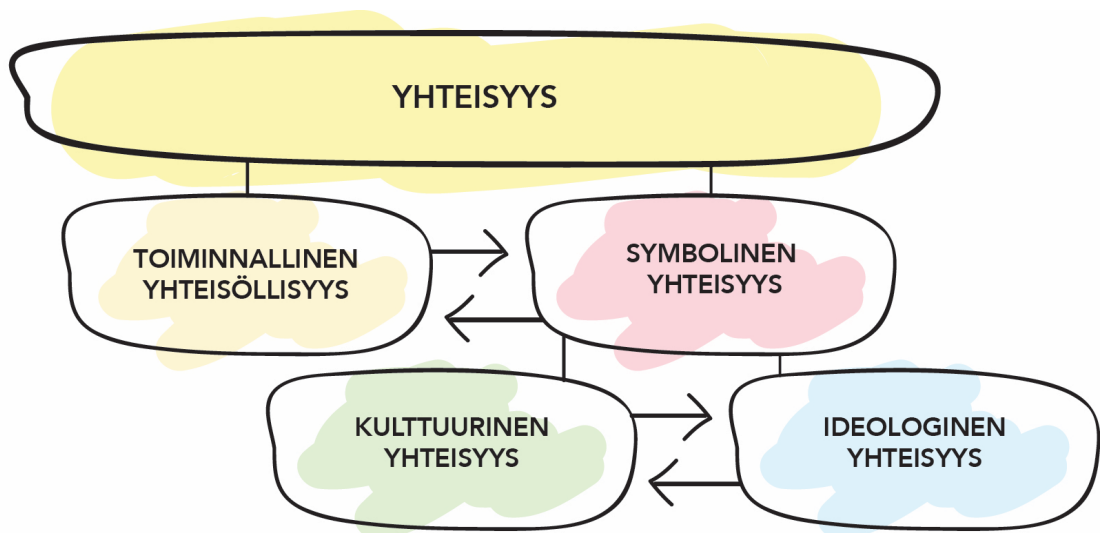 YHTEISYYS
TOIMINNALLINEN
YHTEISÖLLISYYS
SYMBOLINEN
YHTEISYYS
KULTTUURINEN
YHTEISYYS
IDEOLOGINEN
YHTEISYYS